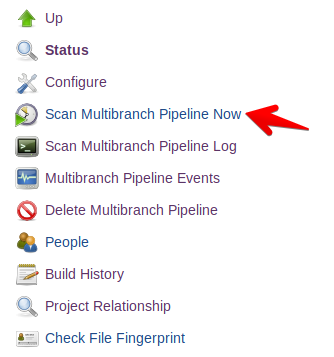 Up
Status
Configure
Scan Multibranch Pipeline Now
Scan Multibranch Pipeline Log
Multibranch Pipeline Events
Delete Multibranch Pipeline
People
Build History
Project Relationship
Check File Fingerprint